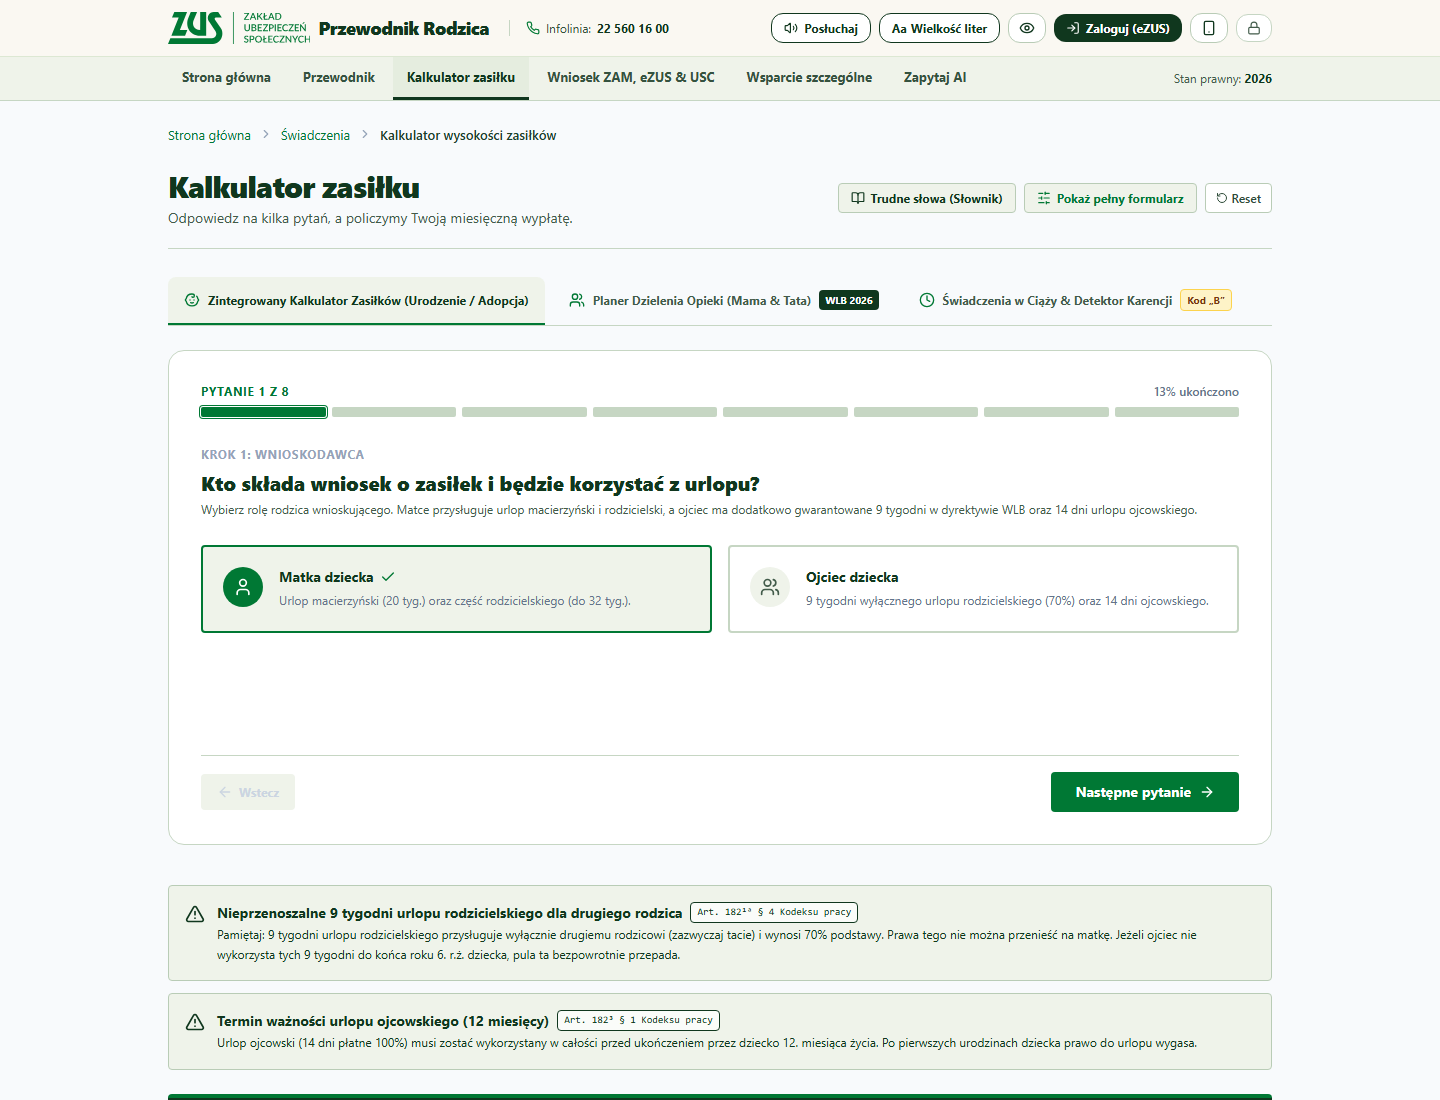 ZUS
ZAKŁAD
UBEZPIECZEŃ
SPOŁECZNYCH
Przewodnik Rodzica
Infolinia: 22 560 16 00
Posłuchaj
Aa Wielkość liter
Zaloguj (eZUS)
Strona główna
Przewodnik
Kalkulator zasiłku
Wniosek ZAM, eZUS & USC
Wsparcie szczególne
Zapytaj AI
Stan prawny: 2026
Strona główna > Świadczenia > Kalkulator wysokości zasiłków
Kalkulator zasiłku
Odpowiedz na kilka pytań, a policzymy Twoją miesięczną wypłatę.
Trudne słowa (Słownik)
Pokaż pełny formularz
Reset
Zintegrowany Kalkulator Zasiłków (Urodzenie / Adopcja)
Planer Dzielenia Opieki (Mama & Tata) WLB 2026
Świadczenia w Ciąży & Detektor Karencji Kod „B”
PYTANIE 1 Z 8
13% ukończono
KROK 1: WNIOSKODAWCA
Kto składa wniosek o zasiłek i będzie korzystać z urlopu?
Wybierz rolę rodzica wnioskującego. Matce przysługuje urlop macierzyński i rodzicielski, a ojciec ma dodatkowo gwarantowane 9 tygodni w dyrektywie WLB oraz 14 dni urlopu ojcowskiego.
Matka dziecka
Urlop macierzyński (20 tyg.) oraz część rodzicielskiego (do 32 tyg.).
Ojciec dziecka
9 tygodni wyłącznego urlopu rodzicielskiego (70%) oraz 14 dni ojcowskiego.
Wstecz
Następne pytanie
Nieprzenoszalne 9 tygodni urlopu rodzicielskiego dla drugiego rodzica Art. 182¹ᵃ § 4 Kodeksu pracy
Pamiętaj: 9 tygodni urlopu rodzicielskiego przysługuje wyłącznie drugiemu rodzicowi (zazwyczaj tacie) i wynosi 70% podstawy. Prawa tego nie można przenieść na matkę. Jeżeli ojciec nie
wykorzysta tych 9 tygodni do końca roku 6. r.ż. dziecka, pula ta bezpowrotnie przepada.
Termin ważności urlopu ojcowskiego (12 miesięcy) Art. 182³ § 1 Kodeksu pracy
Urlop ojcowski (14 dni płatne 100%) musi zostać wykorzystany w całości przed ukończeniem przez dziecko 12. miesiąca życia. Po pierwszych urodzinach dziecka prawo do urlopu wygasa.